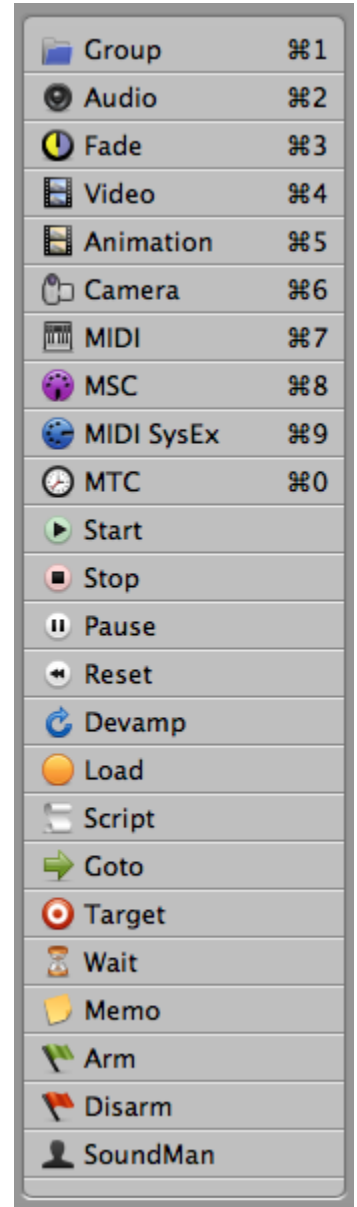 Group ⌘1
Audio ⌘2
Fade ⌘3
Video ⌘4
Animation ⌘5
Camera ⌘6
MIDI ⌘7
MSC ⌘8
MIDI SysEx ⌘9
MTC ⌘0
Start
Stop
Pause
Reset
Devamp
Load
Script
Goto
Target
Wait
Memo
Arm
Disarm
SoundMan